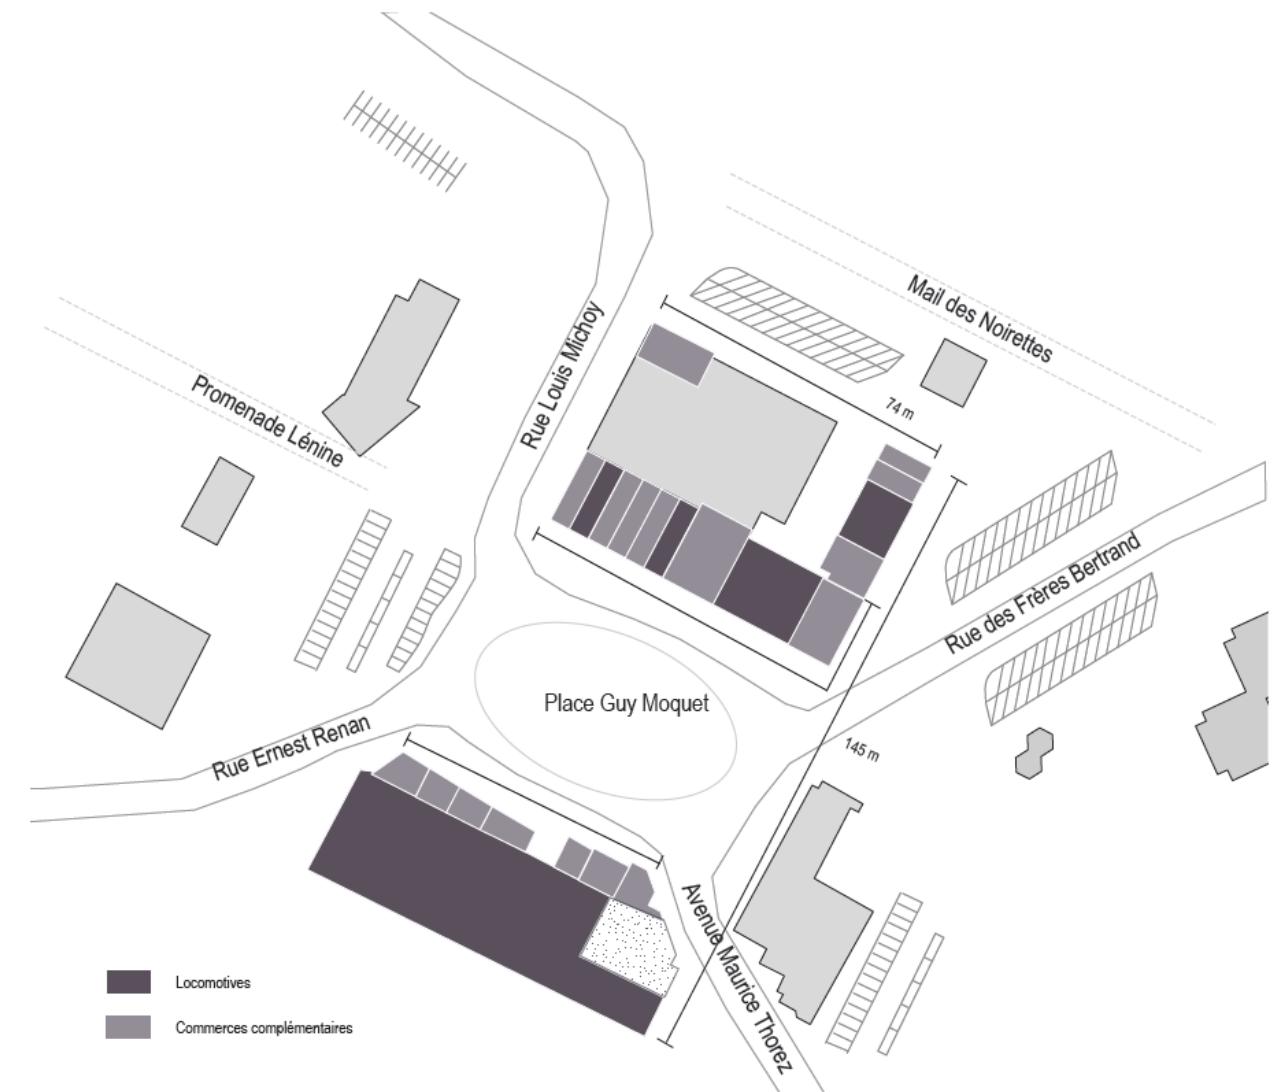 Mail des Noirettes
Rue Louis Michoy
Promenade Lénine
74 m
Rue des Frères Bertrand
Place Guy Moquet
Rue Ernest Renan
145 m
Avenue Maurice Thorez
Locomotives
Commerces complémentaires